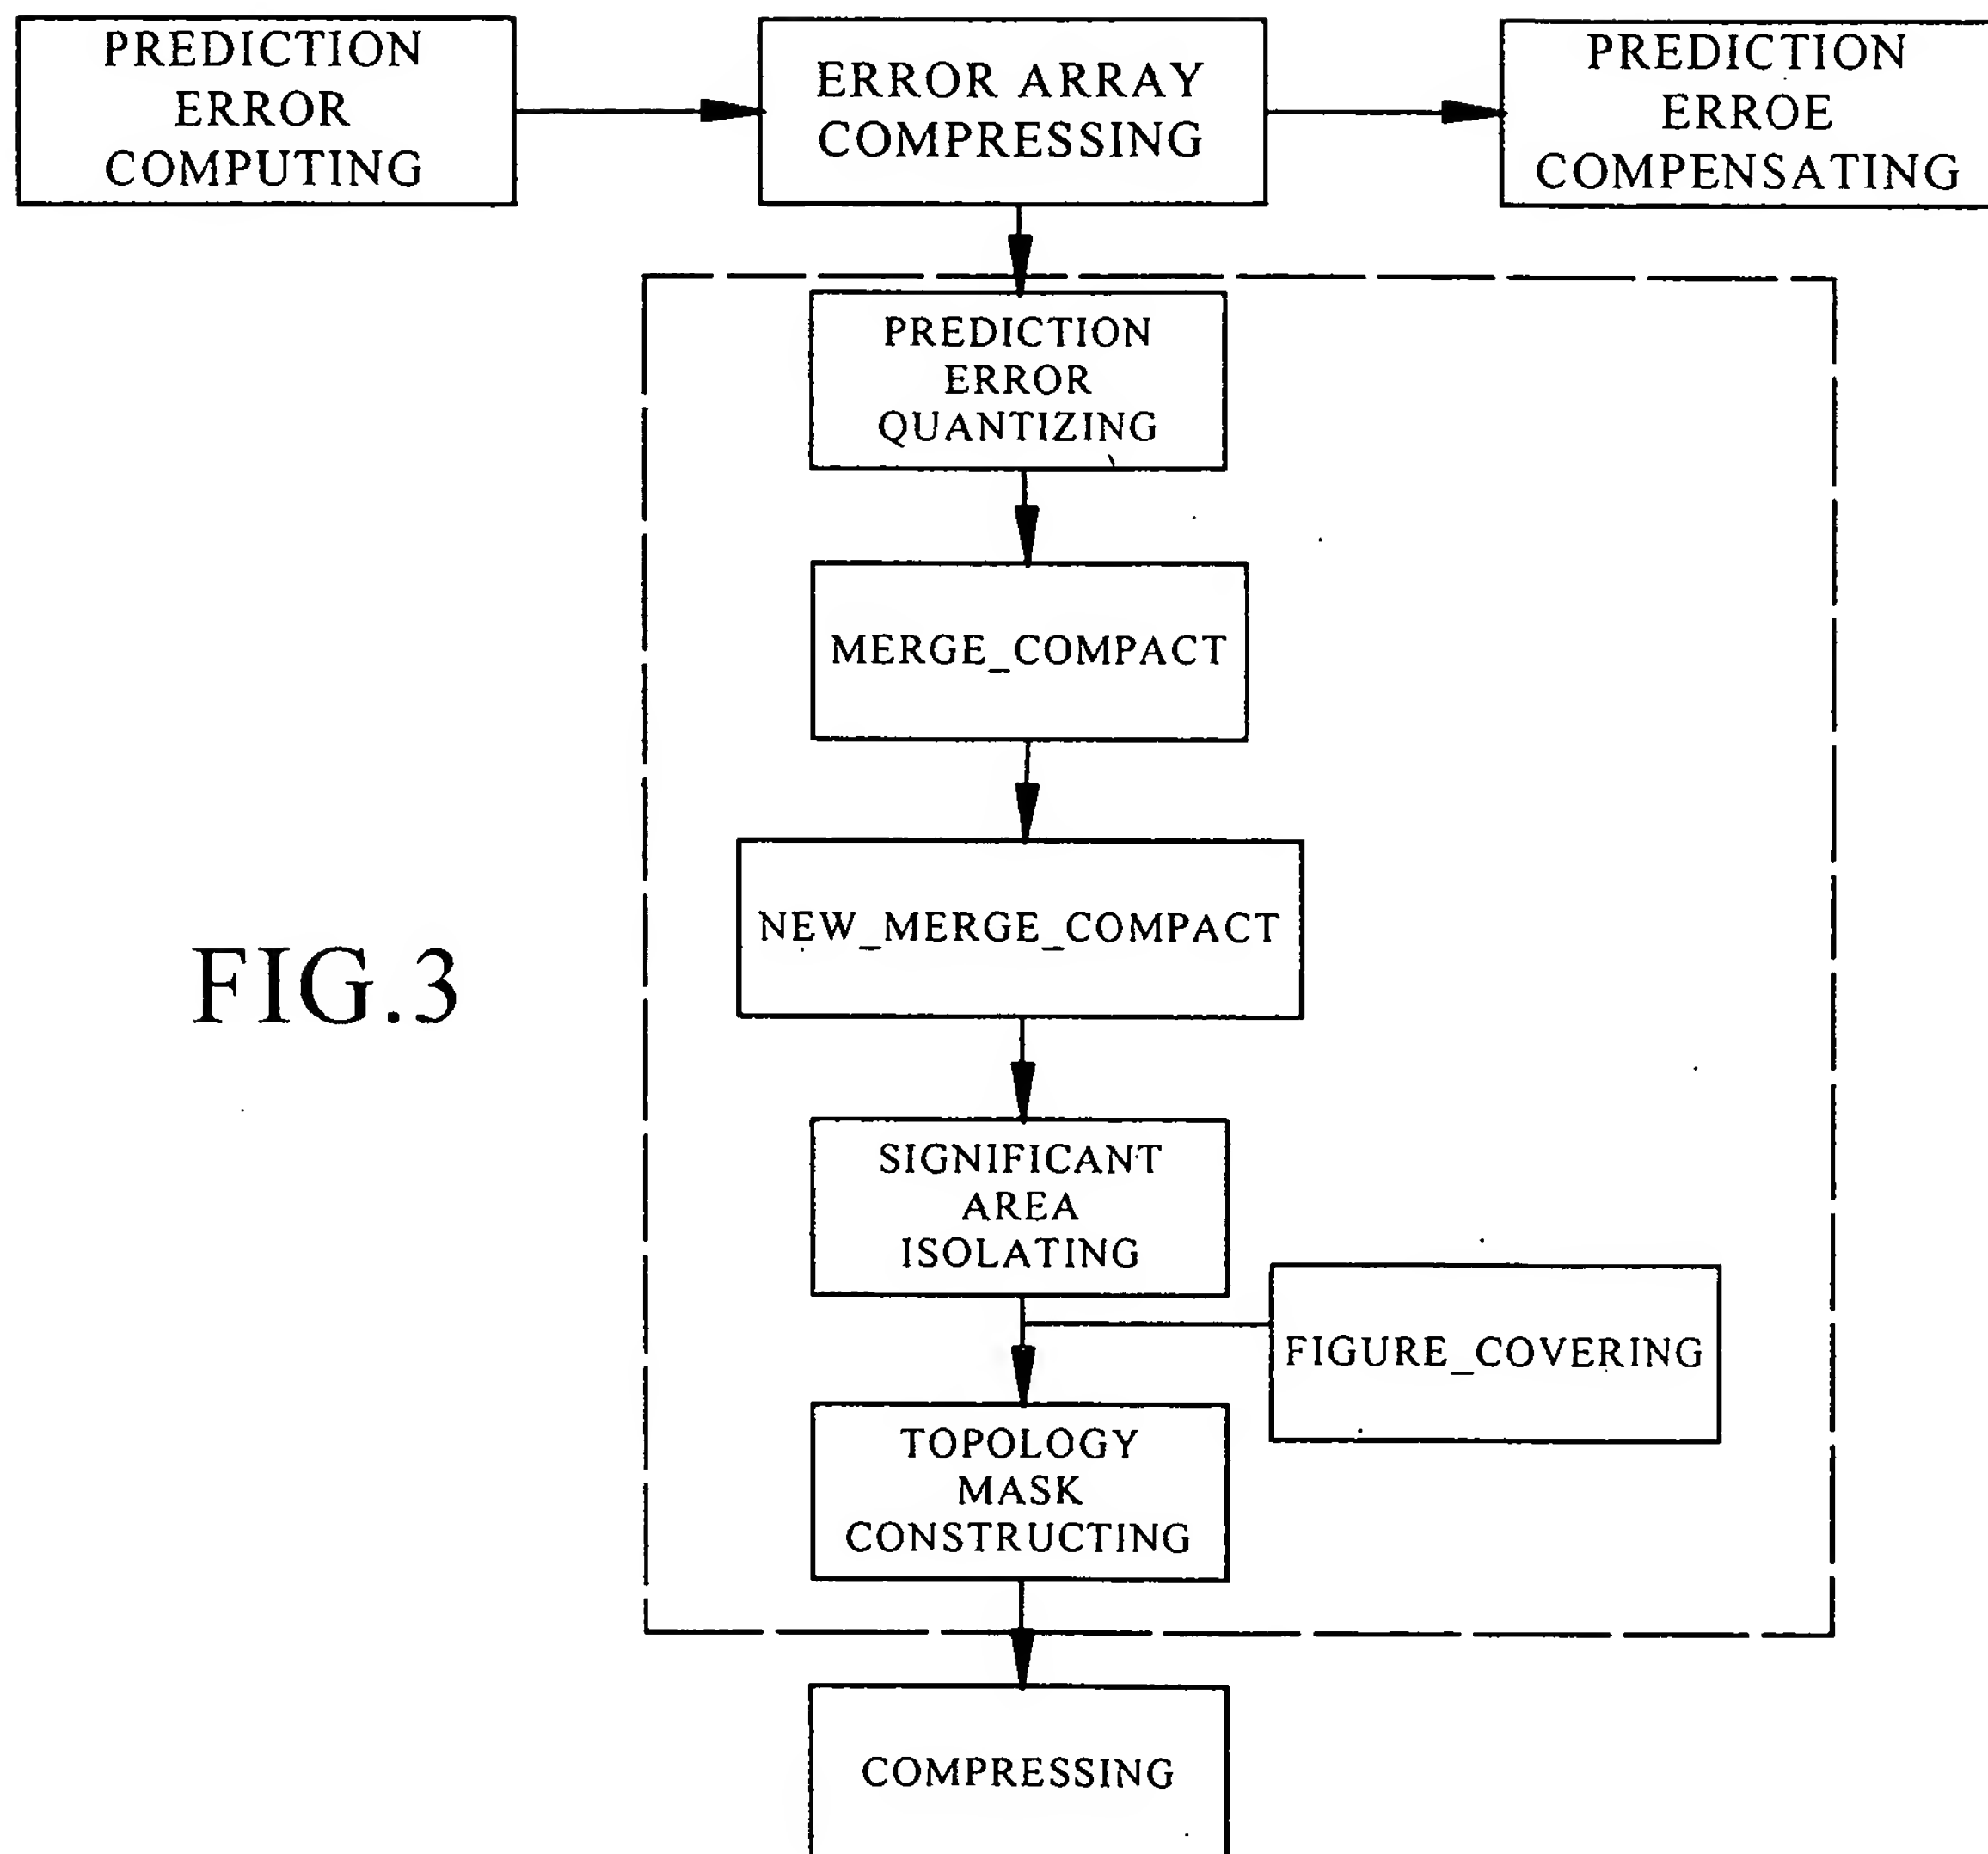 PREDICTION
ERROR
COMPUTING
ERROR ARRAY
COMPRESSING
PREDICTION
ERROE
COMPENSATING
PREDICTION
ERROR
QUANTIZING
MERGE_COMPACT
NEW_MERGE_COMPACT
FIG.3
SIGNIFICANT
AREA
ISOLATING
FIGURE_COVERING
TOPOLOGY
MASK
CONSTRUCTING
COMPRESSING